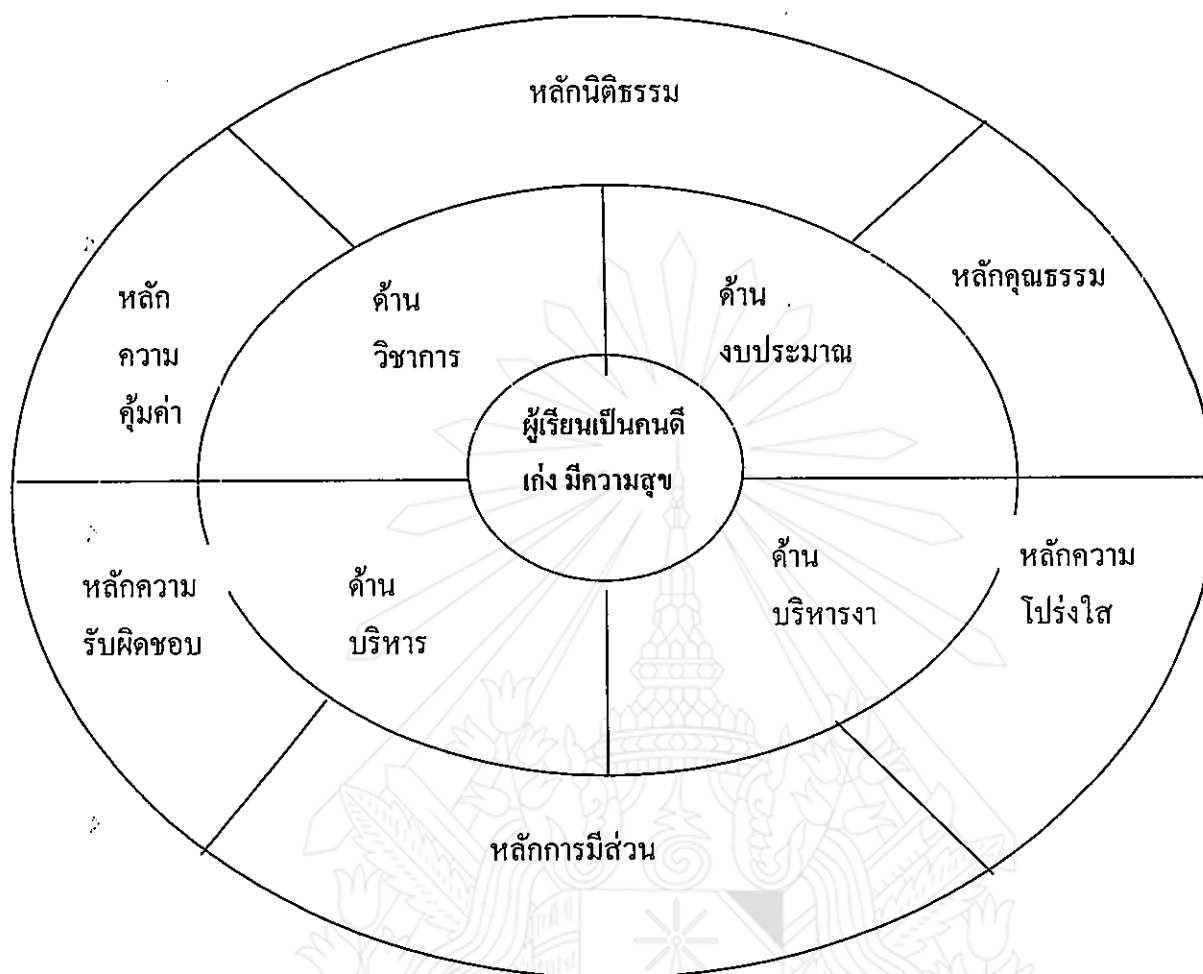 หลักนิติธรรม
หลักคุณธรรม
หลัก
ความ
คุ้มค่า
ด้าน
วิชาการ
ด้าน
งบประมาณ
ผู้เรียนเป็นคนดี
เก่ง มีความสุข
หลักความ
รับผิดชอบ
ด้าน
บริหาร
ด้าน
บริหารงา
หลักความ
โปร่งใส
หลักการมีส่วน